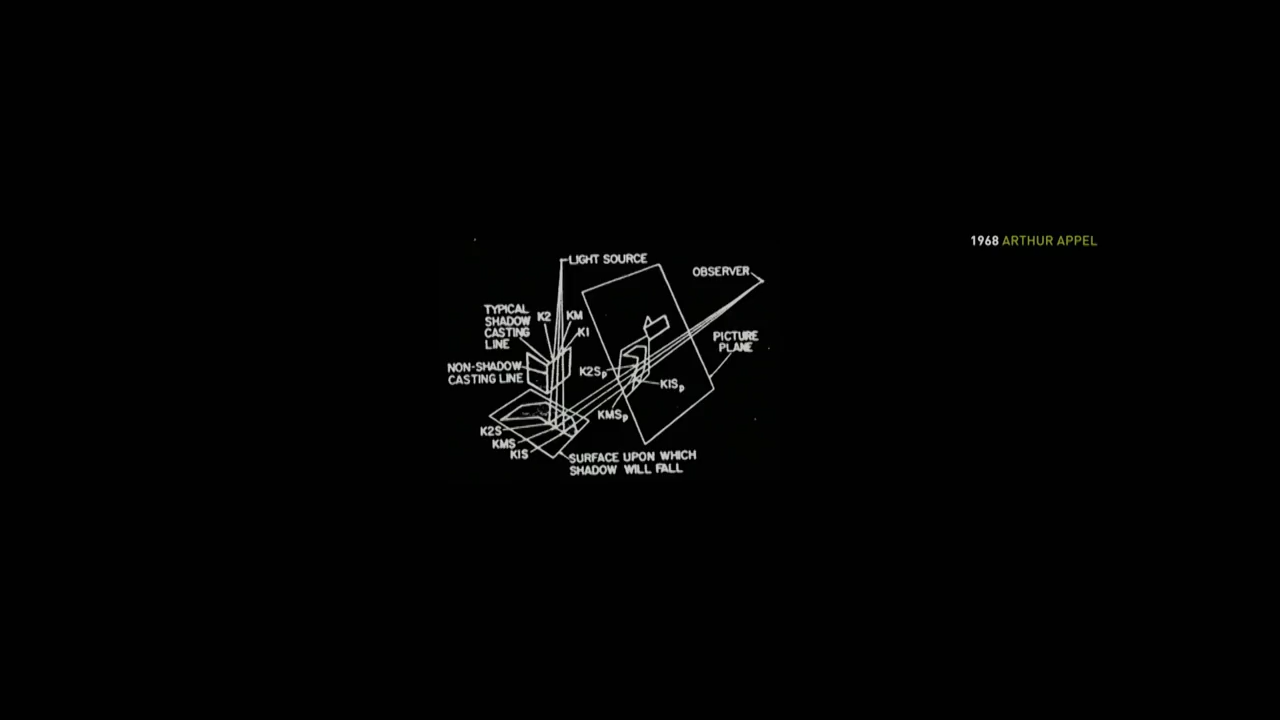 1968 ARTHUR APPEL
LIGHT SOURCE
OBSERVER
TYPICAL
SHADOW
CASTING
LINE
K2
KM
K1
PICTURE
PLANE
NON-SHADOW
CASTING LINE
K2Sp
K1Sp
KMSp
K2S
KMS
K1S
SURFACE UPON WHICH
SHADOW WILL FALL